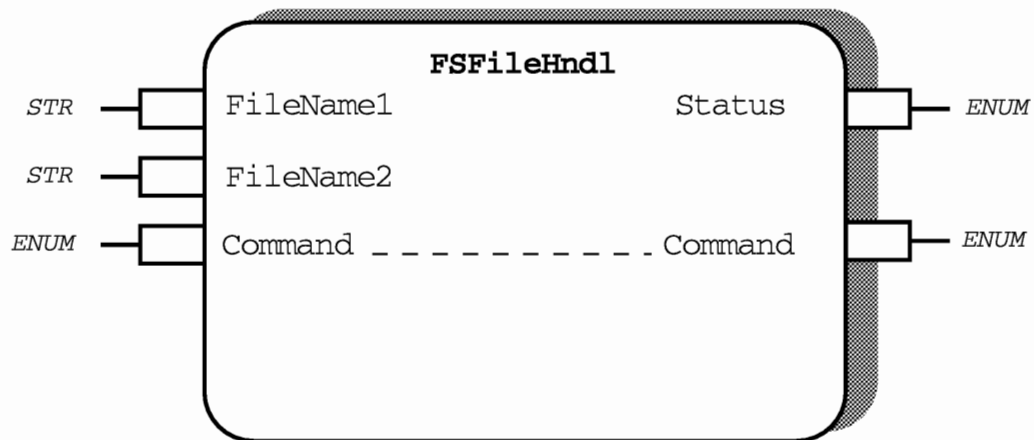 FSFileHndl
STR FileName1 Status ENUM
STR FileName2
ENUM Command _ _ _ _ _ _ _ _ _ _ Command ENUM